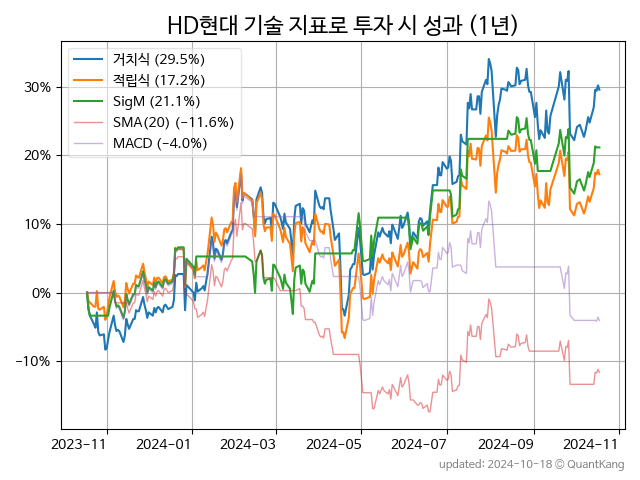 HD현대 기술 지표로 투자 시 성과 (1년)
거치식 (29.5%)
적립식 (17.2%)
SigM (21.1%)
SMA(20) (−11.6%)
MACD (−4.0%)
30%
20%
10%
0%
−10%
2023-11
2024-01
2024-03
2024-05
2024-07
2024-09
2024-11
updated: 2024-10-18 ⓒ QuantKang